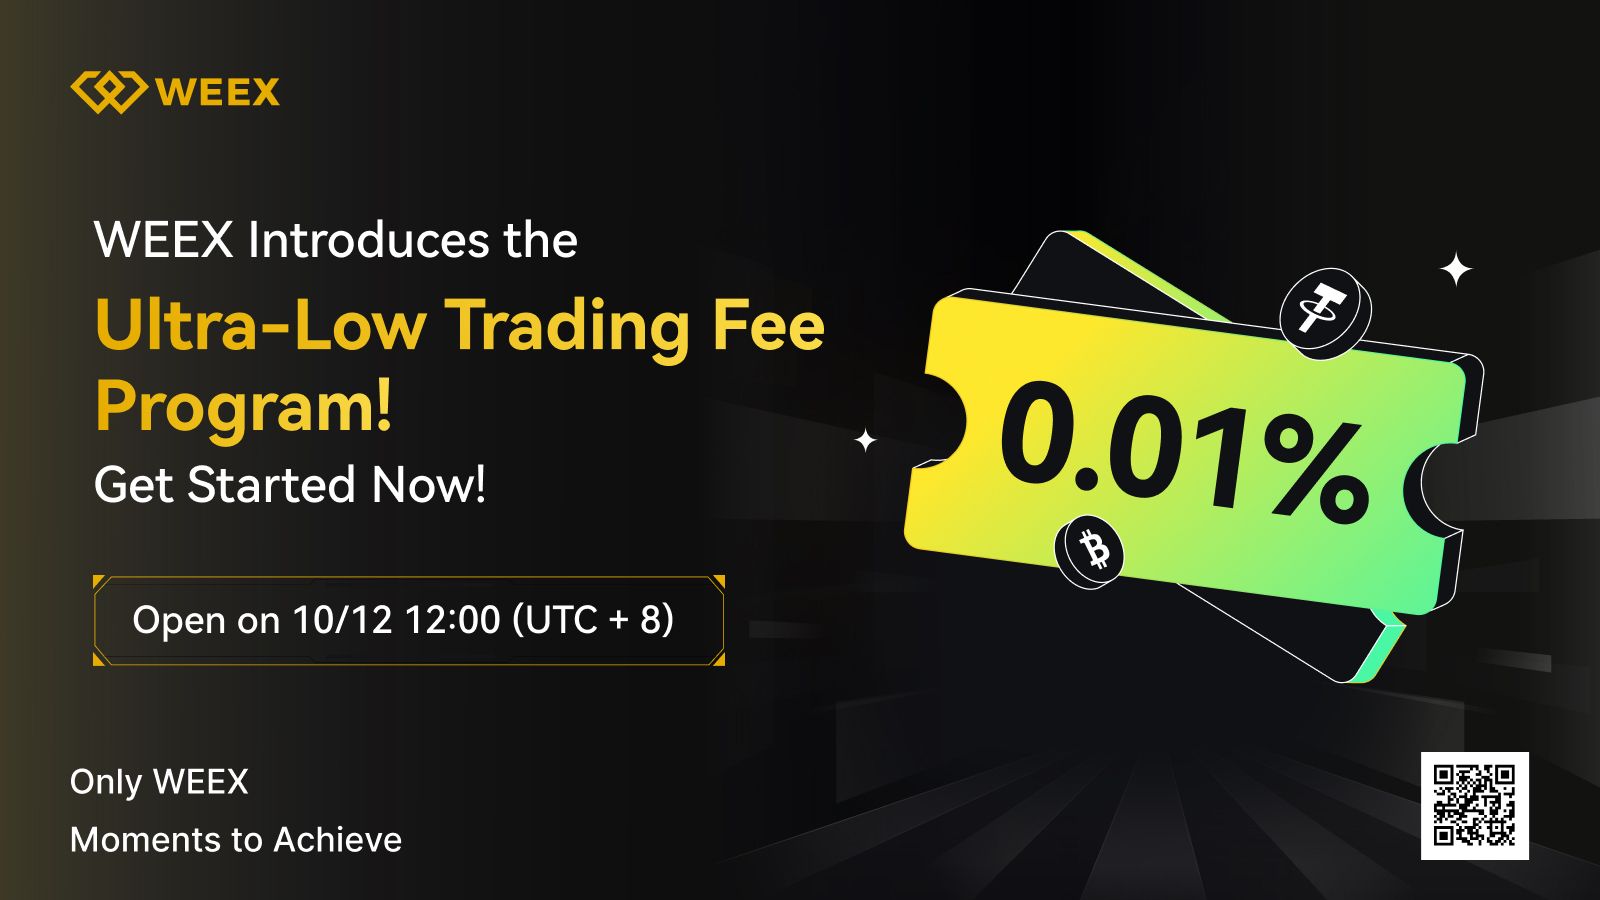 WEEX
WEEX Introduces the
Ultra-Low Trading Fee
Program!
Get Started Now!
0.01%
Open on 10/12 12:00 (UTC + 8)
Only WEEX
Moments to Achieve